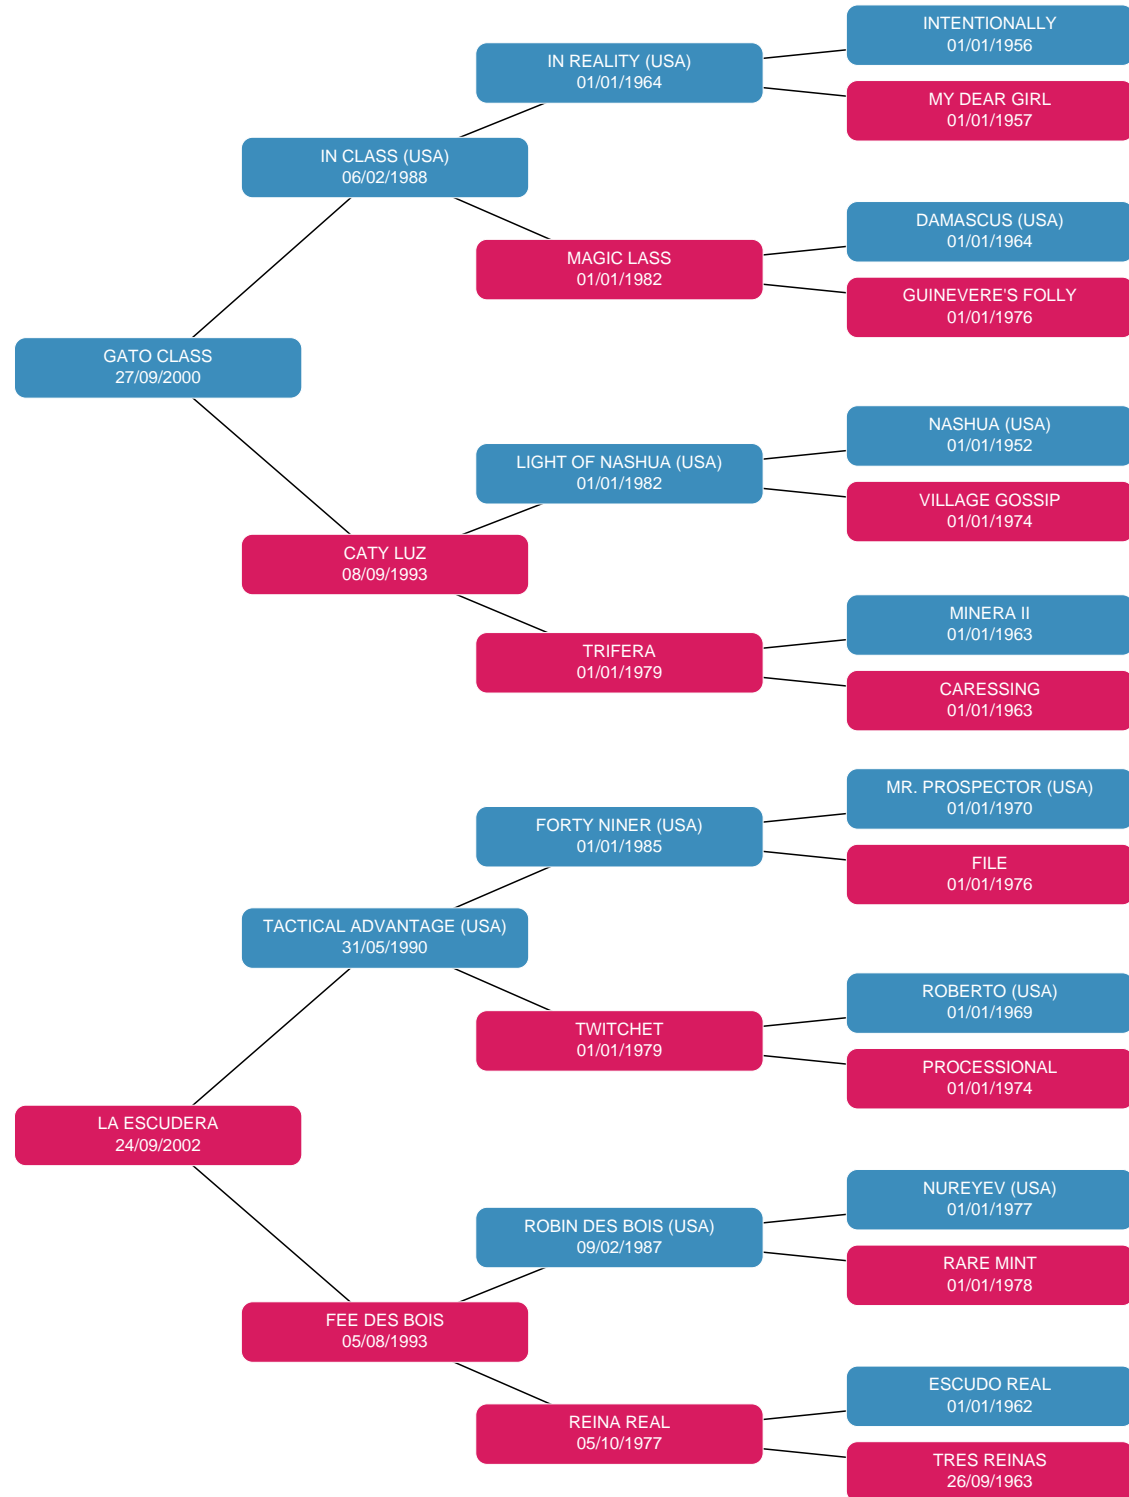 INTENTIONALLY
01/01/1956
IN REALITY (USA)
01/01/1964
MY DEAR GIRL
01/01/1957
IN CLASS (USA)
06/02/1988
DAMASCUS (USA)
01/01/1964
MAGIC LASS
01/01/1982
GUINEVERE'S FOLLY
01/01/1976
GATO CLASS
27/09/2000
NASHUA (USA)
01/01/1952
LIGHT OF NASHUA (USA)
01/01/1982
VILLAGE GOSSIP
01/01/1974
CATY LUZ
08/09/1993
MINERA II
01/01/1963
TRIFERA
01/01/1979
CARESSING
01/01/1963
MR. PROSPECTOR (USA)
01/01/1970
FORTY NINER (USA)
01/01/1985
FILE
01/01/1976
TACTICAL ADVANTAGE (USA)
31/05/1990
ROBERTO (USA)
01/01/1969
TWITCHET
01/01/1979
PROCESSIONAL
01/01/1974
LA ESCUDERA
24/09/2002
NUREYEV (USA)
01/01/1977
ROBIN DES BOIS (USA)
09/02/1987
RARE MINT
01/01/1978
FEE DES BOIS
05/08/1993
ESCUDO REAL
01/01/1962
REINA REAL
05/10/1977
TRES REINAS
26/09/1963